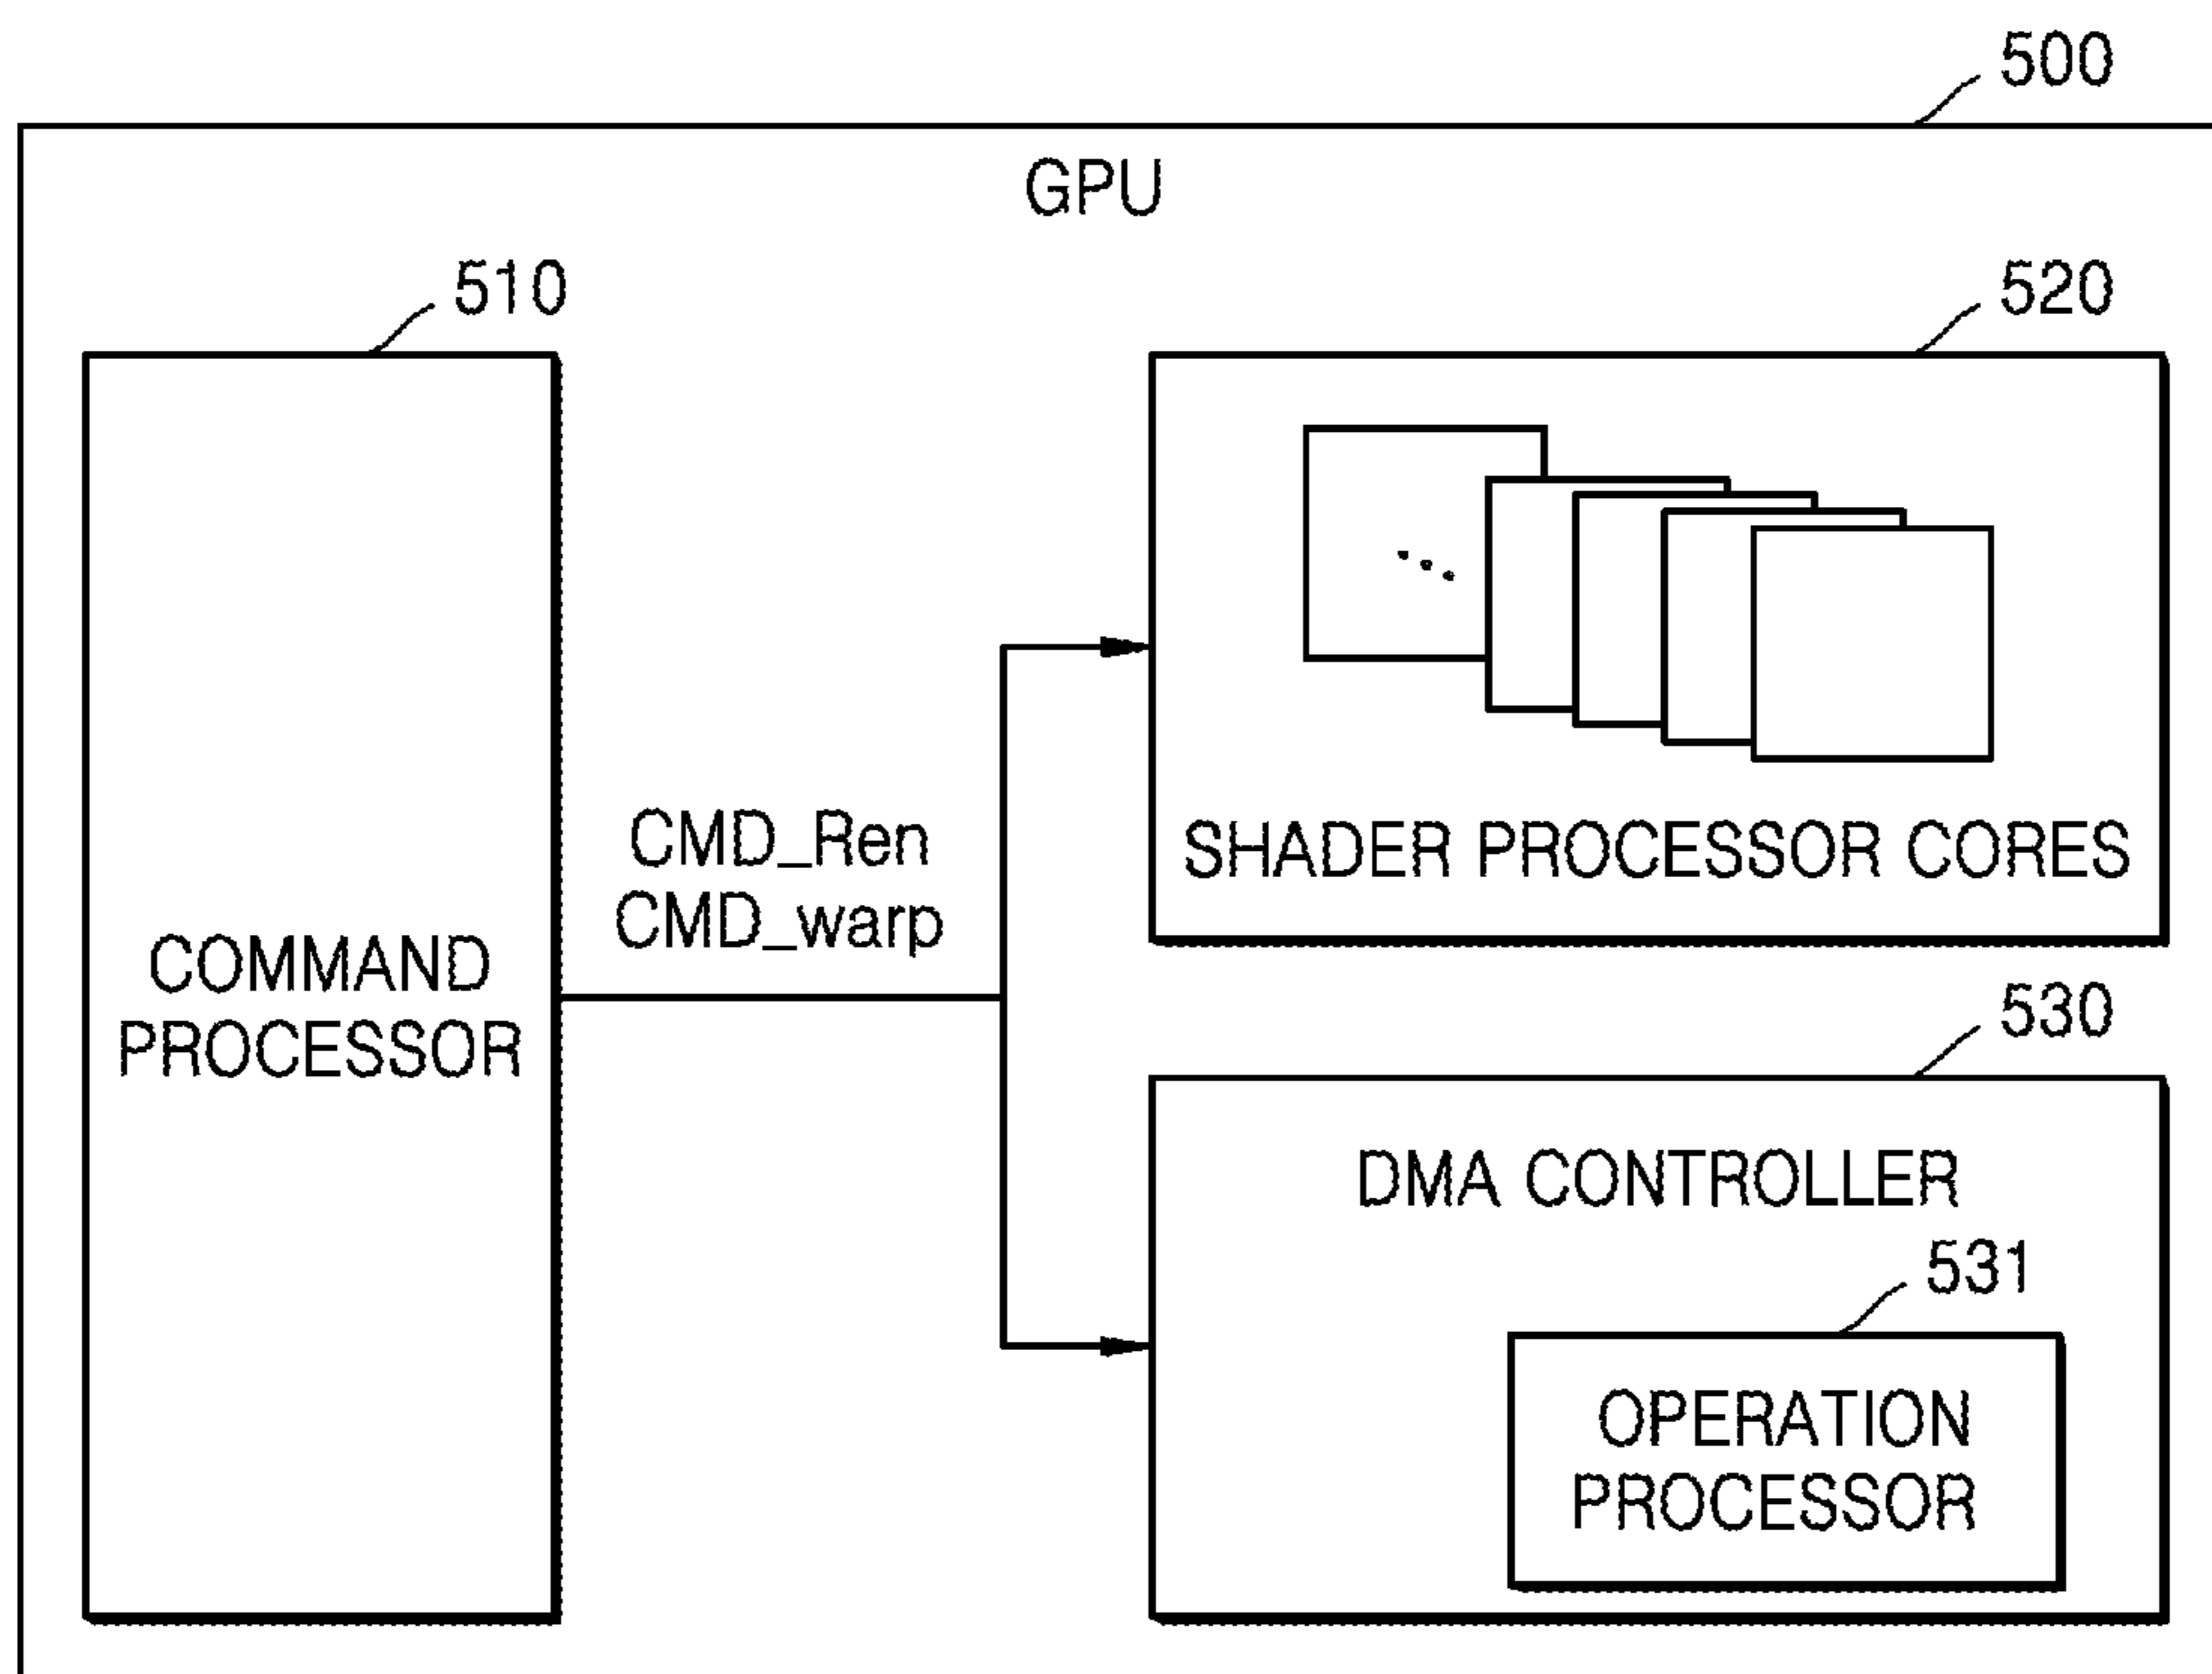 500
GPU
510
520
CMD_Ren
CMD_warp
SHADER PROCESSOR CORES
COMMAND
PROCESSOR
530
DMA CONTROLLER
531
OPERATION
PROCESSOR